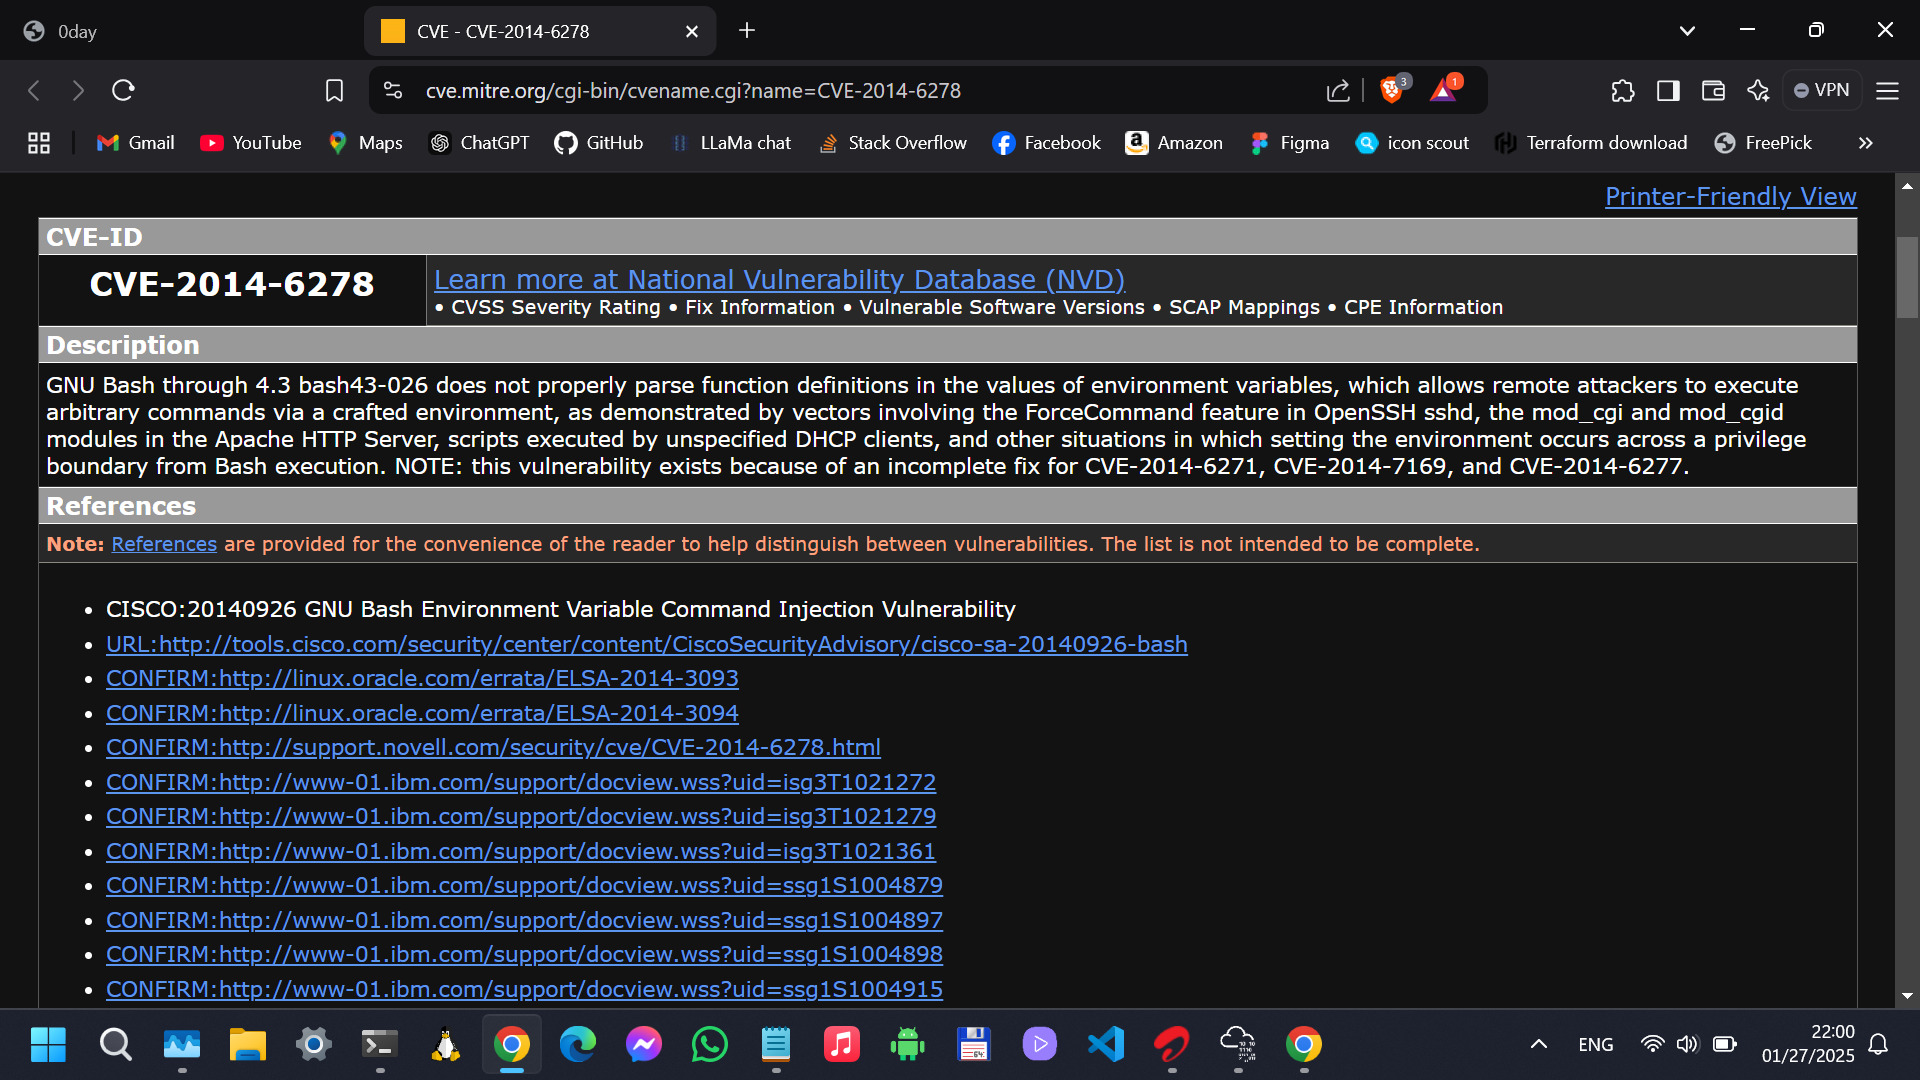 0day
CVE - CVE-2014-6278
cve.mitre.org/cgi-bin/cvename.cgi?name=CVE-2014-6278
3
1
VPN
Gmail
YouTube
Maps
ChatGPT
GitHub
LLaMa chat
Stack Overflow
Facebook
Amazon
Figma
icon scout
Terraform download
FreePick
Printer-Friendly View
CVE-ID
CVE-2014-6278
Learn more at National Vulnerability Database (NVD)
• CVSS Severity Rating • Fix Information • Vulnerable Software Versions • SCAP Mappings • CPE Information
Description
GNU Bash through 4.3 bash43-026 does not properly parse function definitions in the values of environment variables, which allows remote attackers to execute
arbitrary commands via a crafted environment, as demonstrated by vectors involving the ForceCommand feature in OpenSSH sshd, the mod_cgi and mod_cgid
modules in the Apache HTTP Server, scripts executed by unspecified DHCP clients, and other situations in which setting the environment occurs across a privilege
boundary from Bash execution. NOTE: this vulnerability exists because of an incomplete fix for CVE-2014-6271, CVE-2014-7169, and CVE-2014-6277.
References
Note: References are provided for the convenience of the reader to help distinguish between vulnerabilities. The list is not intended to be complete.
• CISCO:20140926 GNU Bash Environment Variable Command Injection Vulnerability
• URL:http://tools.cisco.com/security/center/content/CiscoSecurityAdvisory/cisco-sa-20140926-bash
• CONFIRM:http://linux.oracle.com/errata/ELSA-2014-3093
• CONFIRM:http://linux.oracle.com/errata/ELSA-2014-3094
• CONFIRM:http://support.novell.com/security/cve/CVE-2014-6278.html
• CONFIRM:http://www-01.ibm.com/support/docview.wss?uid=isg3T1021272
• CONFIRM:http://www-01.ibm.com/support/docview.wss?uid=isg3T1021279
• CONFIRM:http://www-01.ibm.com/support/docview.wss?uid=isg3T1021361
• CONFIRM:http://www-01.ibm.com/support/docview.wss?uid=ssg1S1004879
• CONFIRM:http://www-01.ibm.com/support/docview.wss?uid=ssg1S1004897
• CONFIRM:http://www-01.ibm.com/support/docview.wss?uid=ssg1S1004898
• CONFIRM:http://www-01.ibm.com/support/docview.wss?uid=ssg1S1004915
ENG
22:00
01/27/2025